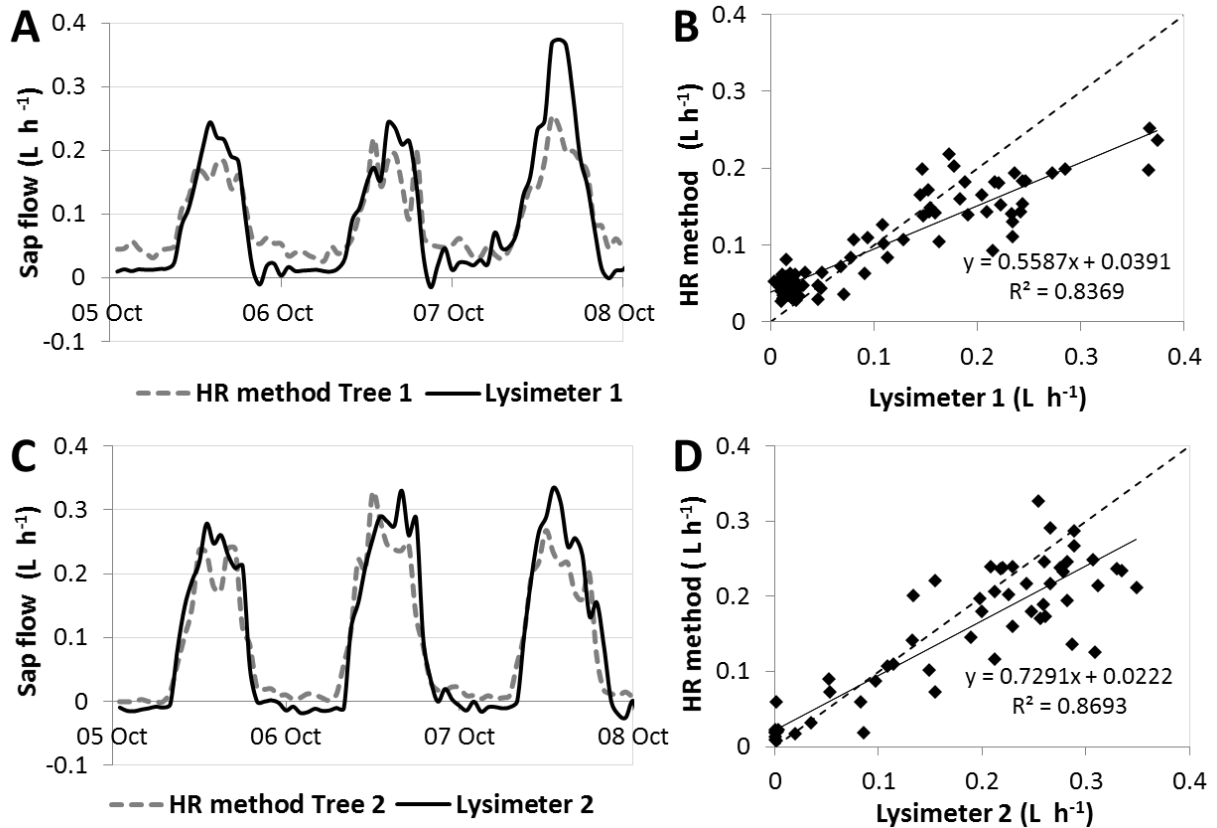 A
Sap flow (L h -1)
0.4
0.3
0.2
0.1
0
-0.1
05 Oct 06 Oct 07 Oct 08 Oct
HR method Tree 1 Lysimeter 1
B
HR method (L h-1)
0.4
0.3
0.2
0.1
0
y = 0.5587x + 0.0391
R² = 0.8369
0 0.1 0.2 0.3 0.4
Lysimeter 1 (L h-1)
C
Sap flow (L h-1)
0.4
0.3
0.2
0.1
0
-0.1
05 Oct 06 Oct 07 Oct 08 Oct
HR method Tree 2 Lysimeter 2
D
HR method ( L h-1)
0.4
0.3
0.2
0.1
0
y = 0.7291x + 0.0222
R² = 0.8693
0 0.1 0.2 0.3 0.4
Lysimeter 2 (L h-1)